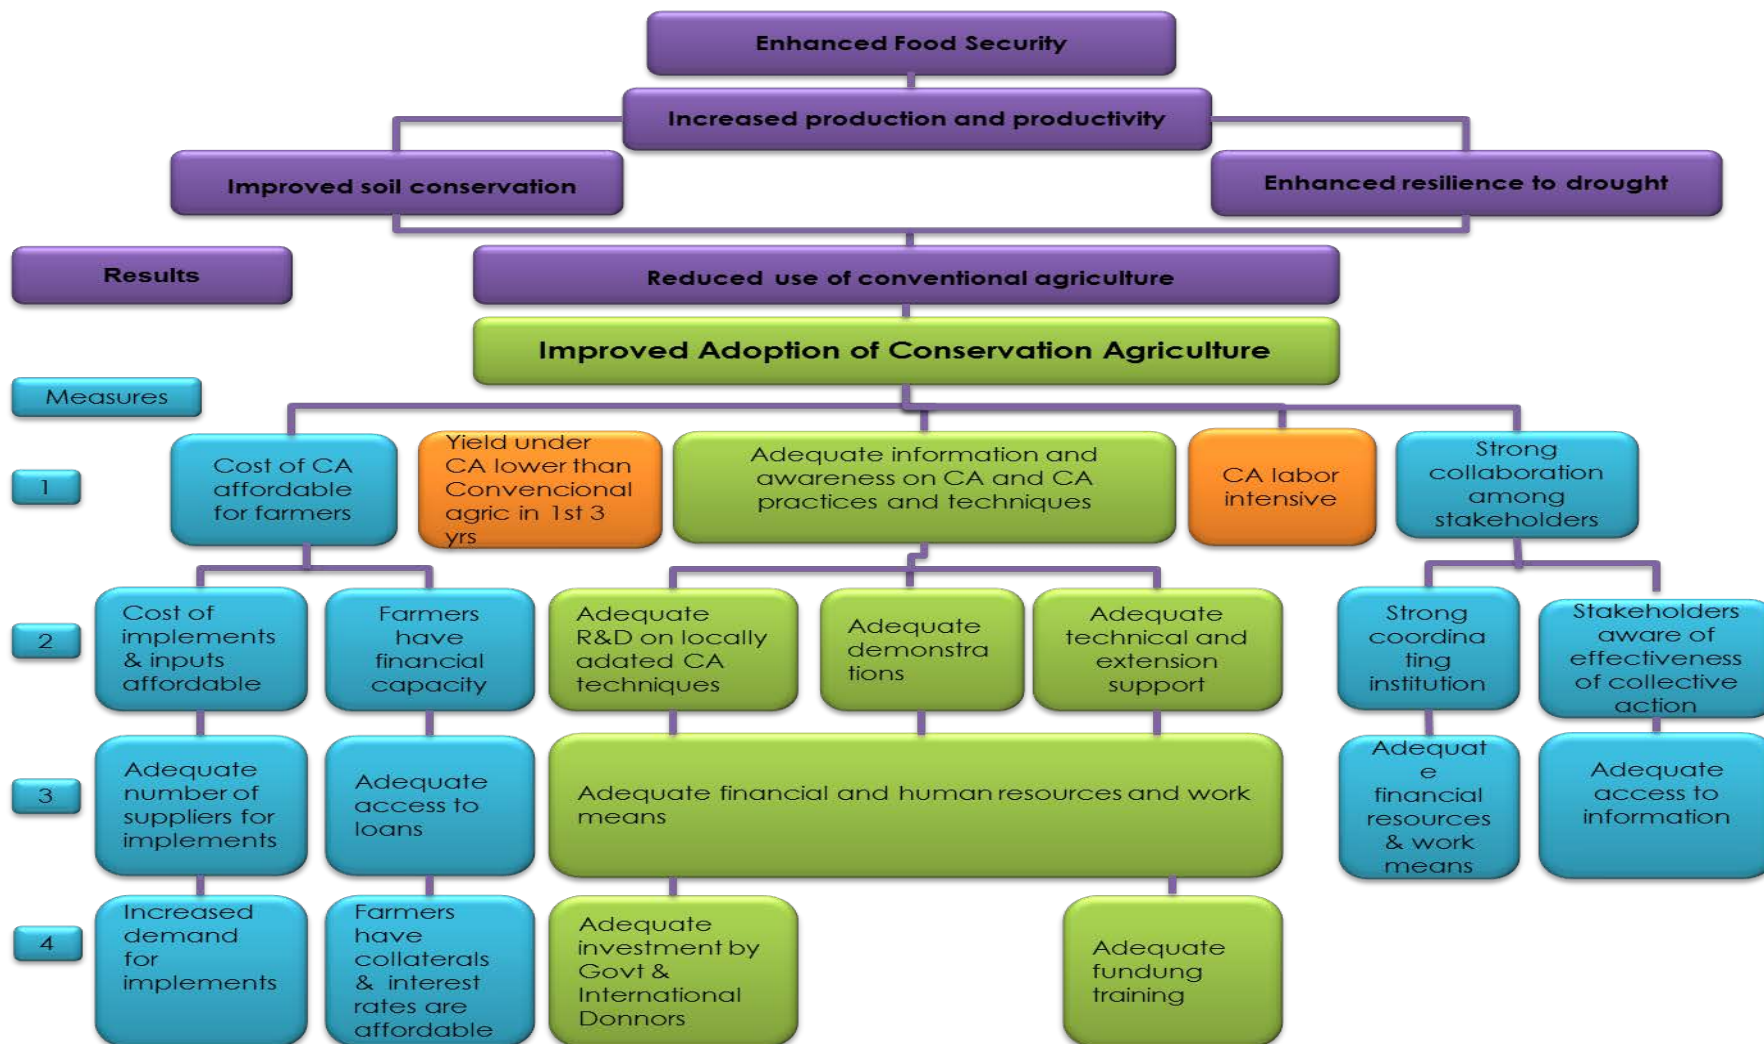 Enhanced Food Security
Increased production and productivity
Improved soil conservation
Enhanced resilience to drought
Results
Reduced use of conventional agriculture
Improved Adoption of Conservation Agriculture
Measures
1
Cost of CA
affordable
for farmers
Yield under
CA lower than
Convencional
agric in 1st 3
yrs
Adequate information and
awareness on CA and CA
practices and techniques
CA labor
intensive
Strong
collaboration
among
stakeholders
2
Cost of
implements
& inputs
affordable
Farmers
have
financial
capacity
Adequate
R&D on locally
adated CA
techniques
Adequate
demonstra
tions
Adequate
technical and
extension
support
Strong
coordina
ting
institution
Stakeholders
aware of
effectiveness
of collective
action
3
Adequate
number of
suppliers for
implements
Adequate
access to
loans
Adequate financial and human resources and work
means
Adequat
e
financial
resources
& work
means
Adequate
access to
information
4
Increased
demand
for
implements
Farmers
have
collaterals
& interest
rates are
affordable
Adequate
investment by
Govt &
International
Donnors
Adequate
fundung
training